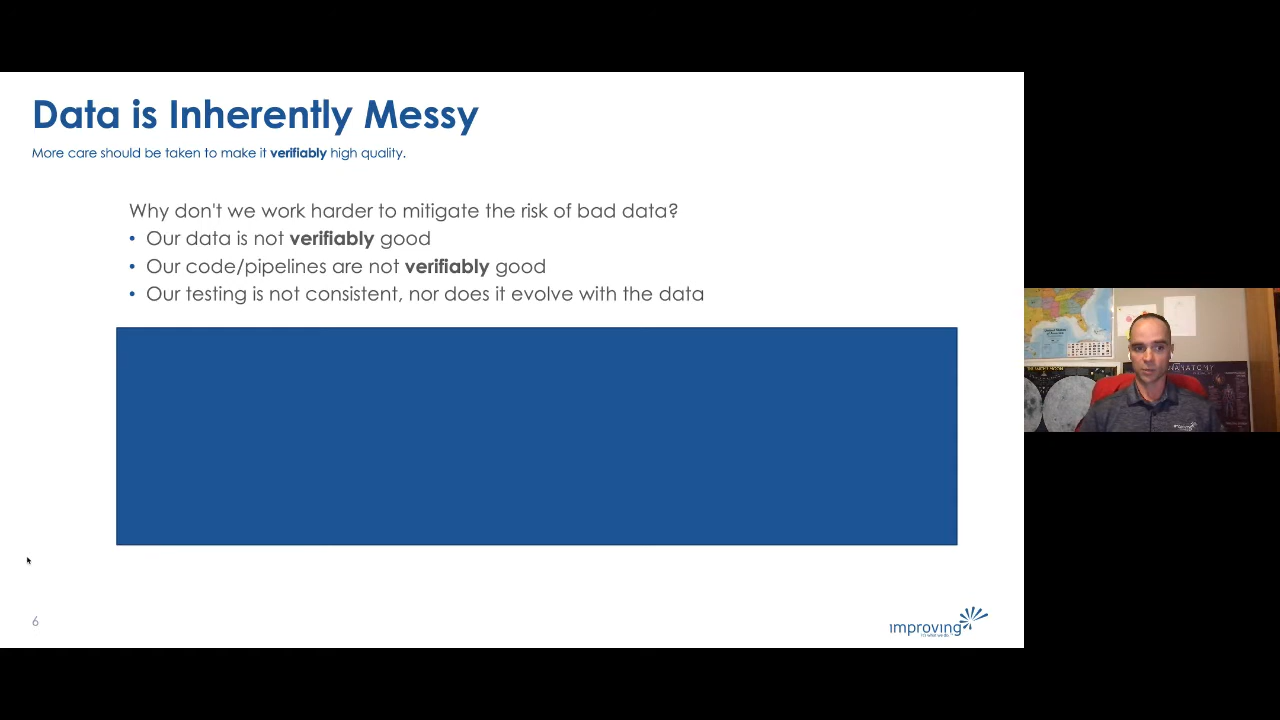 Data is Inherently Messy
More care should be taken to make it verifiably high quality.
Why don't we work harder to mitigate the risk of bad data?
• Our data is not verifiably good
• Our code/pipelines are not verifiably good
• Our testing is not consistent, nor does it evolve with the data
ANATOMY
6
improving